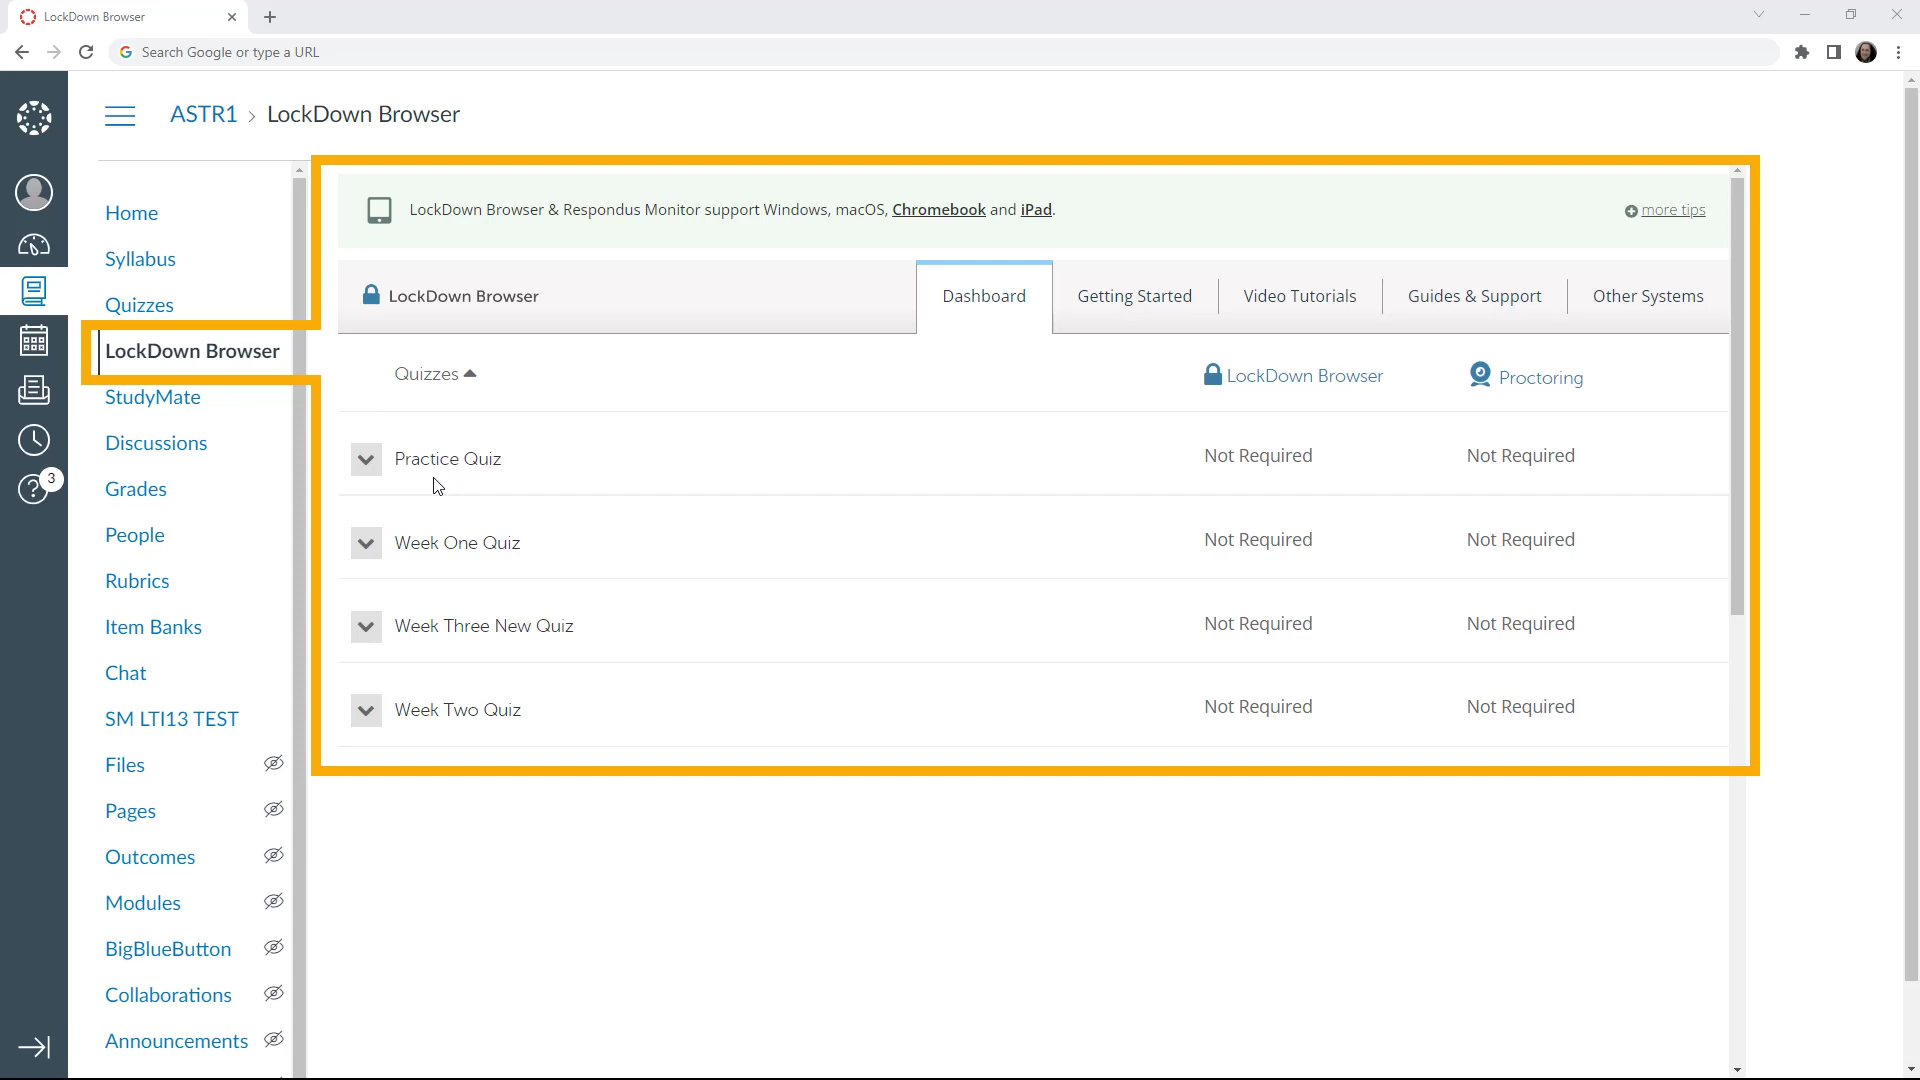 LockDown Browser
Search Google or type a URL
ASTR1 › LockDown Browser
3
Home
Syllabus
Quizzes
LockDown Browser
StudyMate
Discussions
Grades
People
Rubrics
Item Banks
Chat
SM LTI13 TEST
Files
Pages
Outcomes
Modules
BigBlueButton
Collaborations
Announcements
LockDown Browser & Respondus Monitor support Windows, macOS, Chromebook and iPad.
more tips
LockDown Browser
Dashboard
Getting Started
Video Tutorials
Guides & Support
Other Systems
Quizzes LockDown Browser Proctoring
Practice Quiz Not Required Not Required
Week One Quiz Not Required Not Required
Week Three New Quiz Not Required Not Required
Week Two Quiz Not Required Not Required